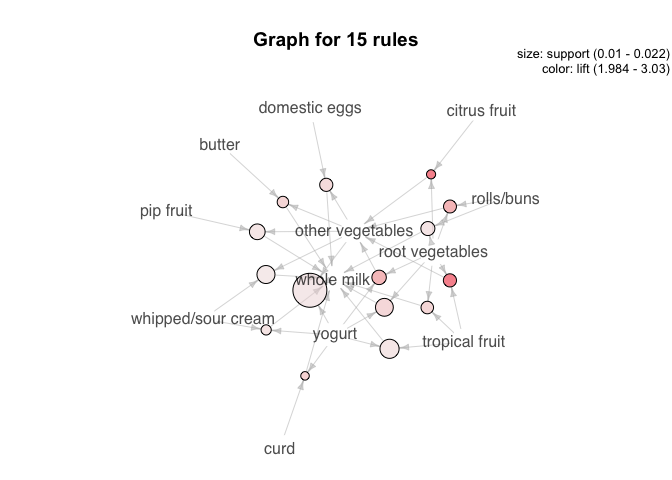 Graph for 15 rules
size: support (0.01 - 0.022)
color: lift (1.984 - 3.03)
domestic eggs
citrus fruit
butter
rolls/buns
pip fruit
other vegetables
root vegetables
whole milk
whipped/sour cream
yogurt
tropical fruit
curd